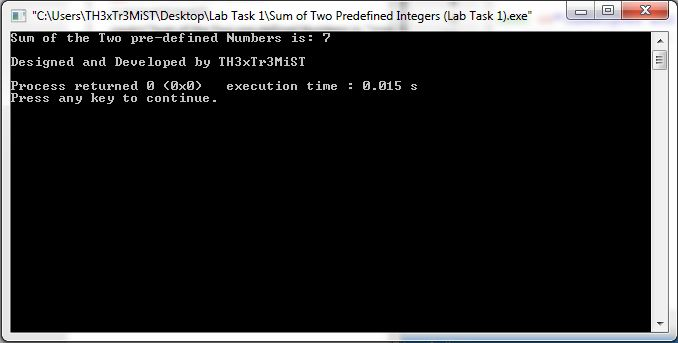 "C:\Users\TH3xTr3MiST\Desktop\Lab Task 1\Sum of Two Predefined Integers (Lab Task 1).exe"
Sum of the Two pre-defined Numbers is: 7
Designed and Developed by TH3xTr3MiST
Process returned 0 (0x0)   execution time : 0.015 s
Press any key to continue.